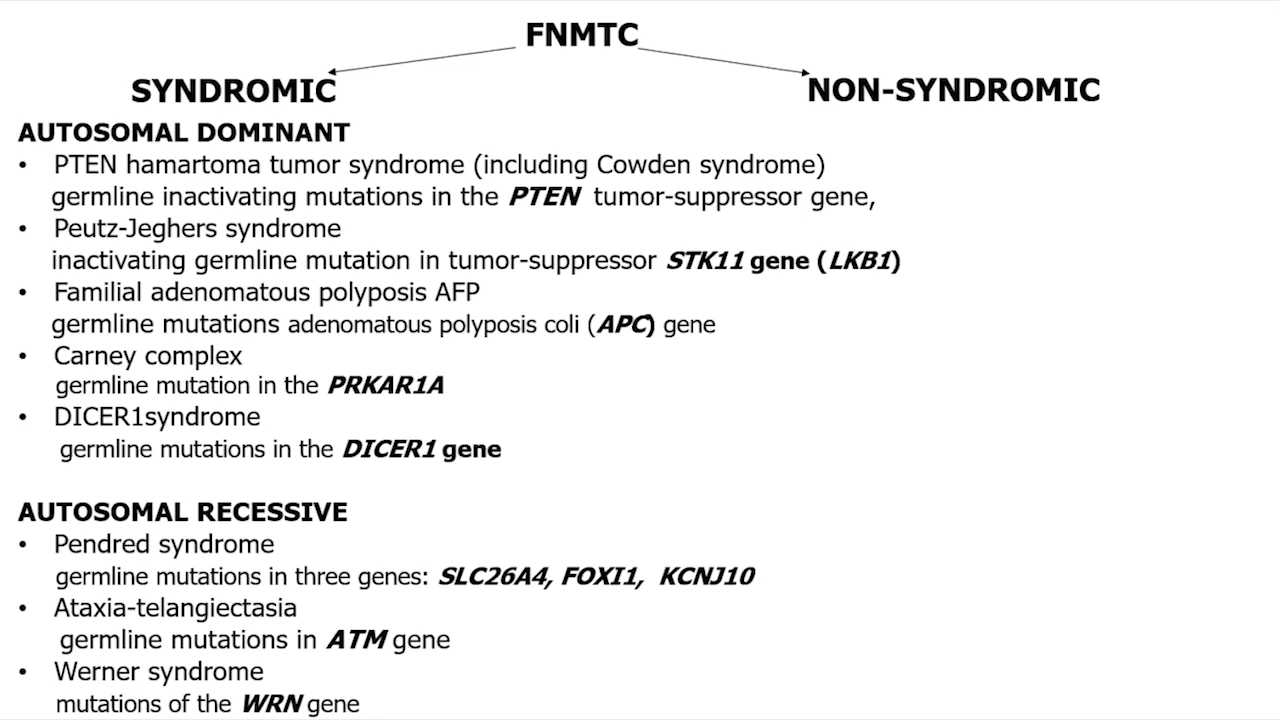 FNMTC
SYNDROMIC
NON-SYNDROMIC
AUTOSOMAL DOMINANT
• PTEN hamartoma tumor syndrome (including Cowden syndrome)
germline inactivating mutations in the PTEN tumor-suppressor gene,
• Peutz-Jeghers syndrome
inactivating germline mutation in tumor-suppressor STK11 gene (LKB1)
• Familial adenomatous polyposis AFP
germline mutations adenomatous polyposis coli (APC) gene
• Carney complex
germline mutation in the PRKAR1A
• DICER1syndrome
germline mutations in the DICER1 gene
AUTOSOMAL RECESSIVE
• Pendred syndrome
germline mutations in three genes: SLC26A4, FOXI1, KCNJ10
• Ataxia-telangiectasia
germline mutations in ATM gene
• Werner syndrome
mutations of the WRN gene